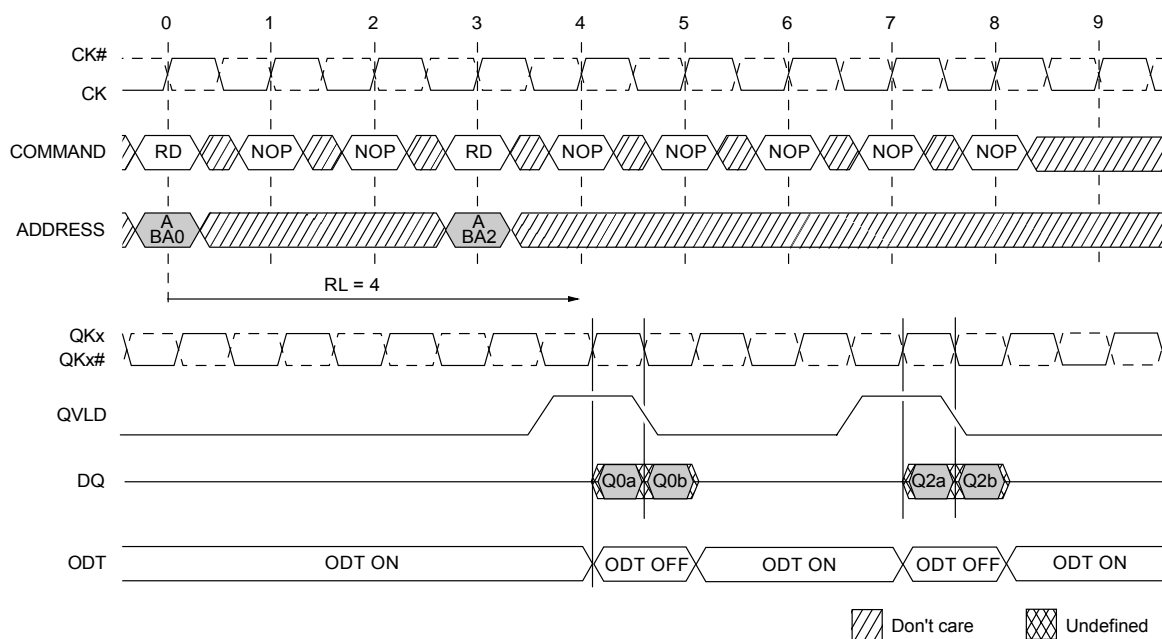 0 1 2 3 4 5 6 7 8 9
CK#
CK
COMMAND RD NOP NOP RD NOP NOP NOP NOP NOP
ADDRESS A BA0 A BA2
RL = 4
QKx
QKx#
QVLD
DQ Q0a Q0b Q2a Q2b
ODT ODT ON ODT OFF ODT ON ODT OFF ODT ON
Don't care Undefined